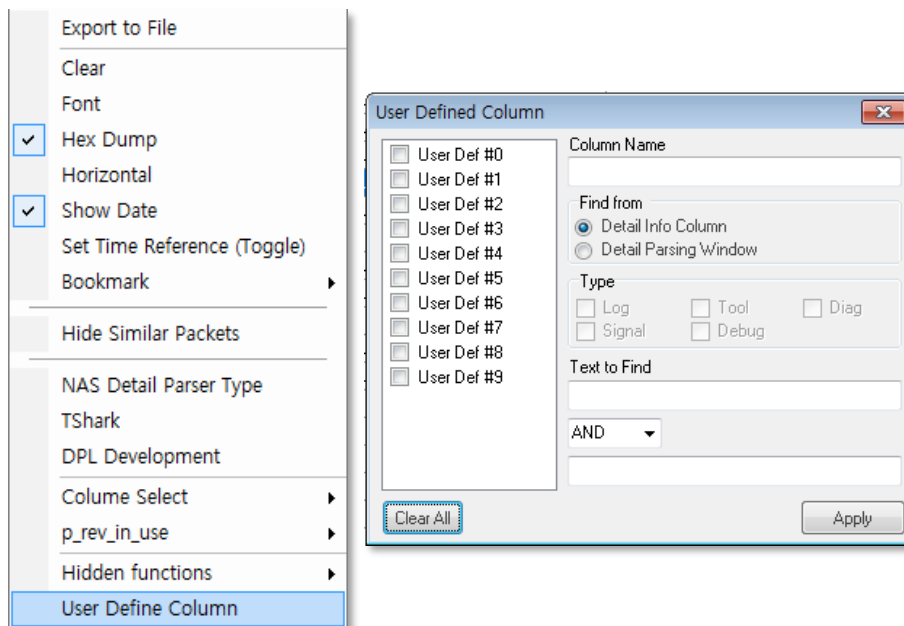 Export to File
Clear
Font
Hex Dump
Horizontal
Show Date
Set Time Reference (Toggle)
Bookmark
Hide Similar Packets
NAS Detail Parser Type
TShark
DPL Development
Colume Select
p_rev_in_use
Hidden functions
User Define Column
User Defined Column
User Def #0
User Def #1
User Def #2
User Def #3
User Def #4
User Def #5
User Def #6
User Def #7
User Def #8
User Def #9
Clear All
Column Name
Find from
Detail Info Column
Detail Parsing Window
Type
Log Tool Diag
Signal Debug
Text to Find
AND
Apply